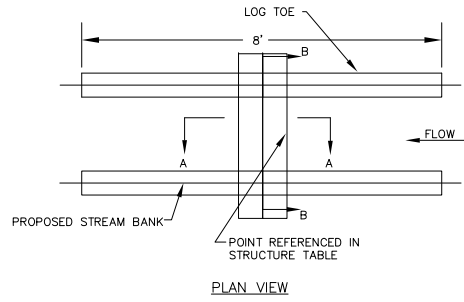 LOG TOE
8'
B
FLOW
A
A
PROPOSED STREAM BANK
B
POINT REFERENCED IN
STRUCTURE TABLE
PLAN VIEW